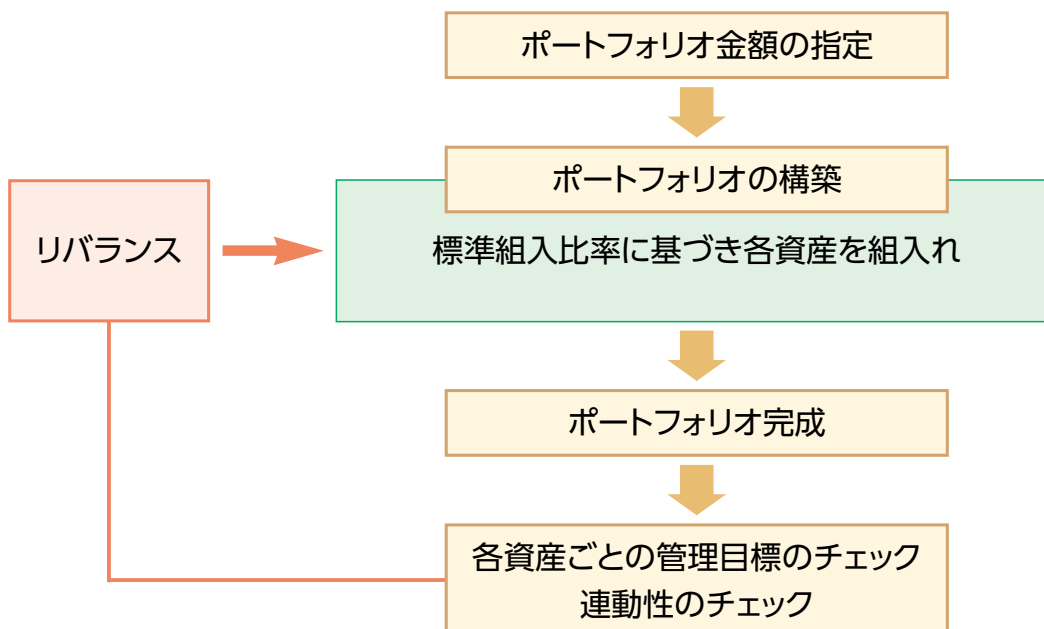 ポートフォリオ金額の指定
ポートフォリオの構築
リバランス
標準組入比率に基づき各資産を組入れ
ポートフォリオ完成
各資産ごとの管理目標のチェック
連動性のチェック